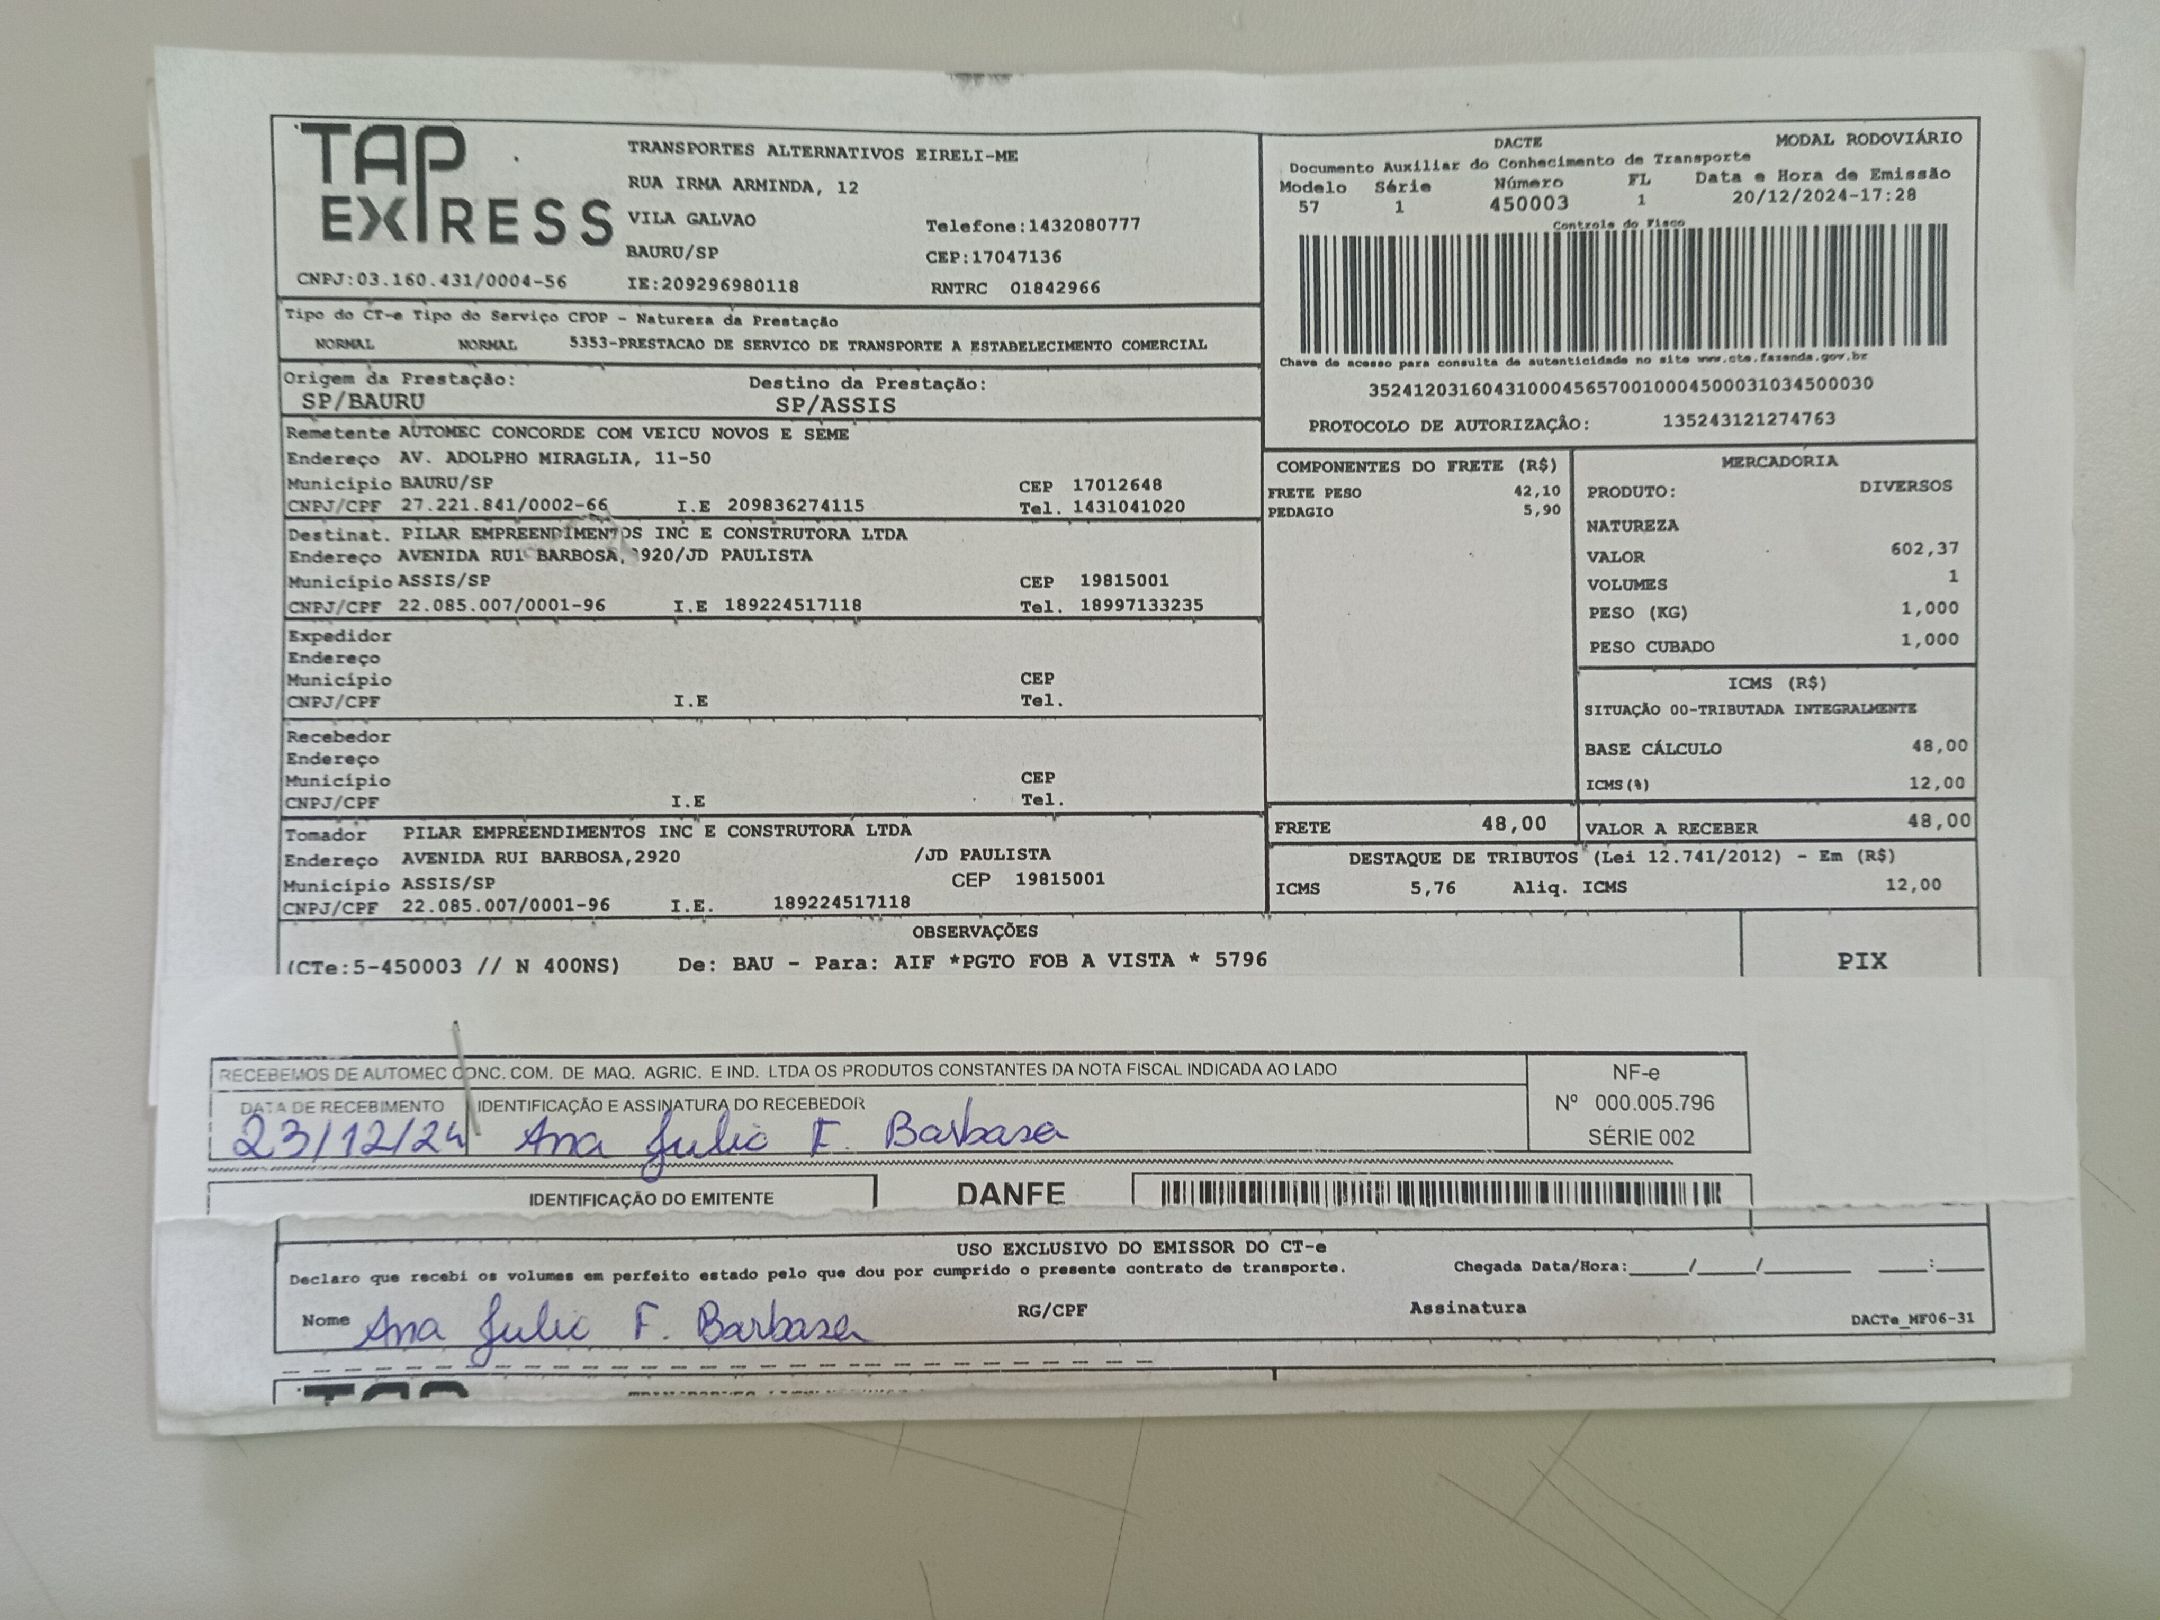 TAP EXPRESS
CNPJ:03.160.431/0004-56
TRANSPORTES ALTERNATIVOS EIRELI-ME
RUA IRMA ARMINDA, 12
VILA GALVAO Telefone:1432080777
BAURU/SP CEP:17047136
IE:209296980118 RNTRC 01842966
DACTE MODAL RODOVIÁRIO
Documento Auxiliar do Conhecimento de Transporte
Modelo Série Número FL Data e Hora de Emissão
57 1 450003 1 20/12/2024-17:28
Controle do Fisco
Chave de acesso para consulta de autenticidade no site www.cte.fazenda.gov.br
35241203160431000456570010004500031034500030
PROTOCOLO DE AUTORIZAÇÃO: 135243121274763
Tipo do CT-e Tipo do Serviço CFOP - Natureza da Prestação
NORMAL NORMAL 5353-PRESTACAO DE SERVICO DE TRANSPORTE A ESTABELECIMENTO COMERCIAL
Origem da Prestação: Destino da Prestação:
SP/BAURU SP/ASSIS
Remetente AUTOMEC CONCORDE COM VEICU NOVOS E SEME
Endereço AV. ADOLPHO MIRAGLIA, 11-50
Município BAURU/SP CEP 17012648
CNPJ/CPF 27.221.841/0002-66 I.E 209836274115 Tel. 1431041020
Destinat. PILAR EMPREENDIMENTOS INC E CONSTRUTORA LTDA
Endereço AVENIDA RUI BARBOSA, 920/JD PAULISTA
Município ASSIS/SP CEP 19815001
CNPJ/CPF 22.085.007/0001-96 I.E 189224517118 Tel. 18997133235
Expedidor
Endereço
Município CEP
CNPJ/CPF I.E Tel.
Recebedor
Endereço
Município CEP
CNPJ/CPF I.E Tel.
Tomador PILAR EMPREENDIMENTOS INC E CONSTRUTORA LTDA
Endereço AVENIDA RUI BARBOSA,2920 /JD PAULISTA
Município ASSIS/SP CEP 19815001
CNPJ/CPF 22.085.007/0001-96 I.E. 189224517118
COMPONENTES DO FRETE (R$)
FRETE PESO 42,10
PEDAGIO 5,90
MERCADORIA
PRODUTO: DIVERSOS
NATUREZA
VALOR 602,37
VOLUMES 1
PESO (KG) 1,000
PESO CUBADO 1,000
ICMS (R$)
SITUAÇÃO 00-TRIBUTADA INTEGRALMENTE
BASE CÁLCULO 48,00
ICMS(%) 12,00
FRETE 48,00 VALOR A RECEBER 48,00
DESTAQUE DE TRIBUTOS (Lei 12.741/2012) - Em (R$)
ICMS 5,76 Aliq. ICMS 12,00
OBSERVAÇÕES
(CTe:5-450003 // N 400NS) De: BAU - Para: AIF *PGTO FOB A VISTA * 5796 PIX
RECEBEMOS DE AUTOMEC CONC. COM. DE MAQ. AGRIC. E IND. LTDA OS PRODUTOS CONSTANTES DA NOTA FISCAL INDICADA AO LADO
DATA DE RECEBIMENTO IDENTIFICAÇÃO E ASSINATURA DO RECEBEDOR
23/12/24 Ana Julia F. Barbosa
NF-e
Nº 000.005.796
SÉRIE 002
IDENTIFICAÇÃO DO EMITENTE DANFE
USO EXCLUSIVO DO EMISSOR DO CT-e
Declaro que recebi os volumes em perfeito estado pelo que dou por cumprido o presente contrato de transporte. Chegada Data/Hora:____/____/______ ___:___
Nome Ana Julia F. Barbosa RG/CPF Assinatura
DACTe_MF06-31